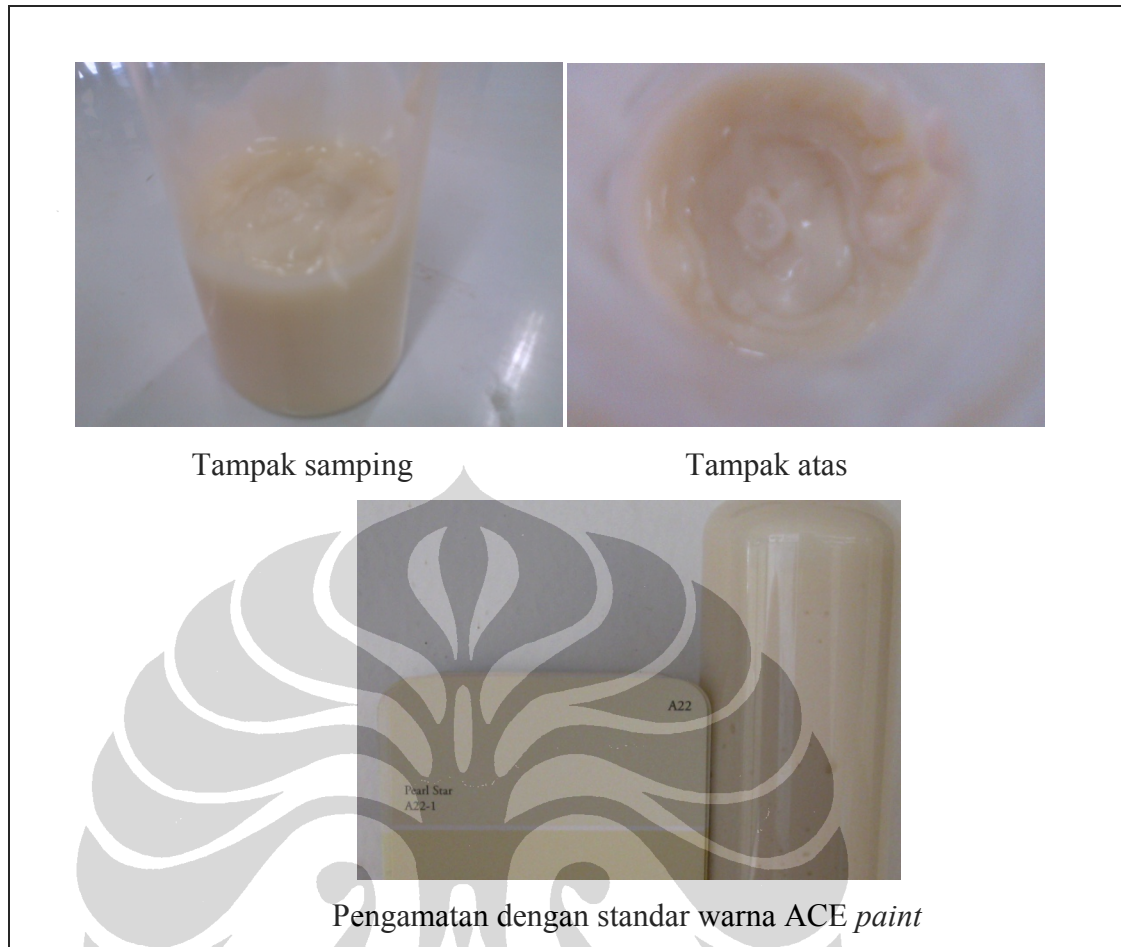 Tampak samping
Tampak atas
A22
Pearl Star
A22-1
Pengamatan dengan standar warna ACE paint